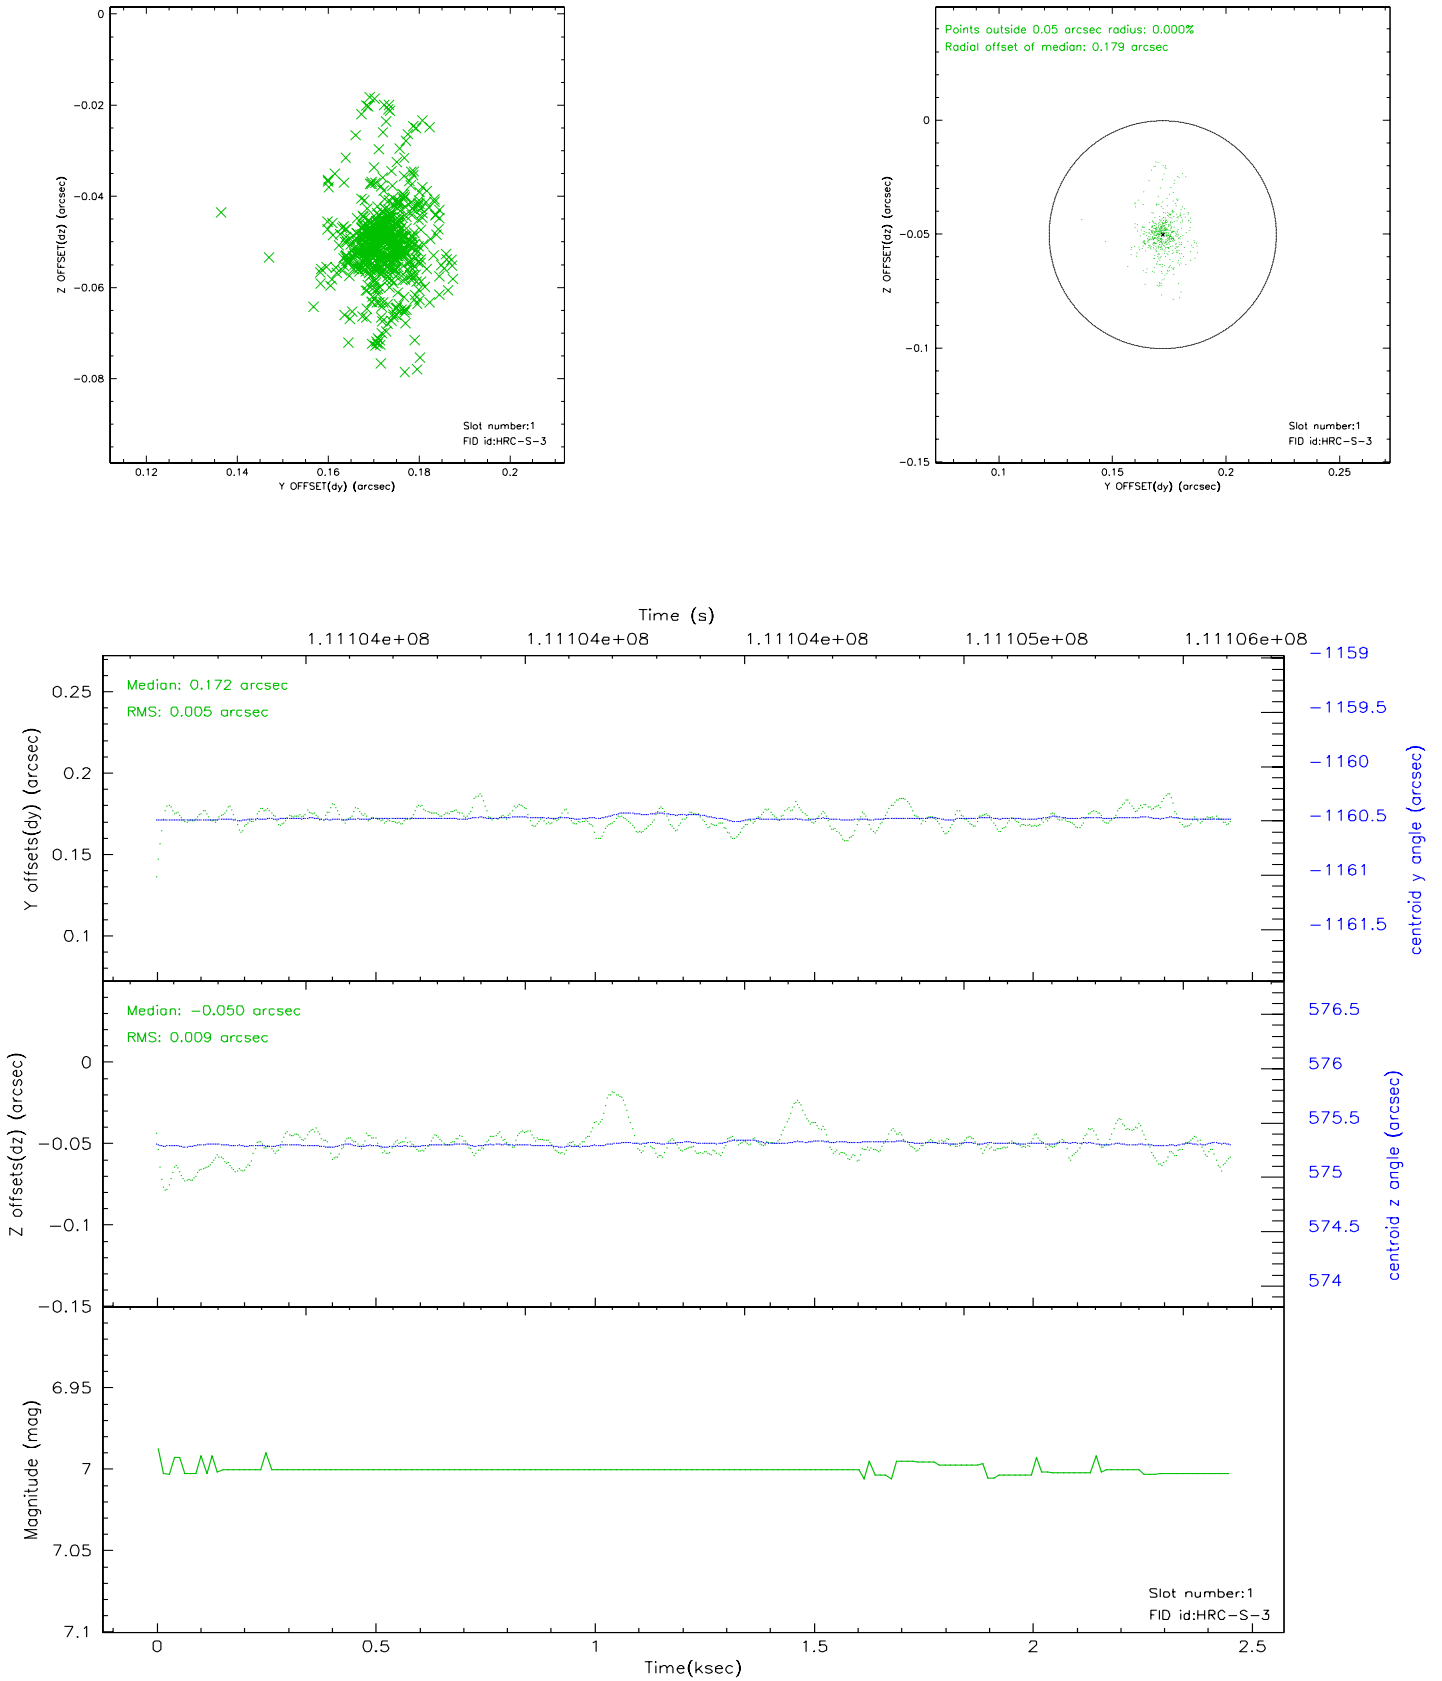 0
-0.02
-0.04
-0.06
-0.08
Z OFFSET(dz) (arcsec)
0.12 0.14 0.16 0.18 0.2
Y OFFSET(dy) (arcsec)
Slot number:1
FID id:HRC-S-3
Points outside 0.05 arcsec radius: 0.000%
Radial offset of median: 0.179 arcsec
0
-0.05
-0.1
-0.15
Z OFFSET(dz) (arcsec)
0.1 0.15 0.2 0.25
Y OFFSET(dy) (arcsec)
Slot number:1
FID id:HRC-S-3
Time (s)
1.11104e+08 1.11104e+08 1.11104e+08 1.11105e+08 1.11106e+08
Median: 0.172 arcsec
RMS: 0.005 arcsec
0.25
0.2
0.15
0.1
Y offsets(dy) (arcsec)
-1159
-1159.5
-1160
-1160.5
-1161
-1161.5
centroid y angle (arcsec)
Median: -0.050 arcsec
RMS: 0.009 arcsec
0
-0.05
-0.1
-0.15
Z offsets(dz) (arcsec)
576.5
576
575.5
575
574.5
574
centroid z angle (arcsec)
6.95
7
7.05
7.1
Magnitude (mag)
Slot number:1
FID id:HRC-S-3
0 0.5 1 1.5 2 2.5
Time(ksec)